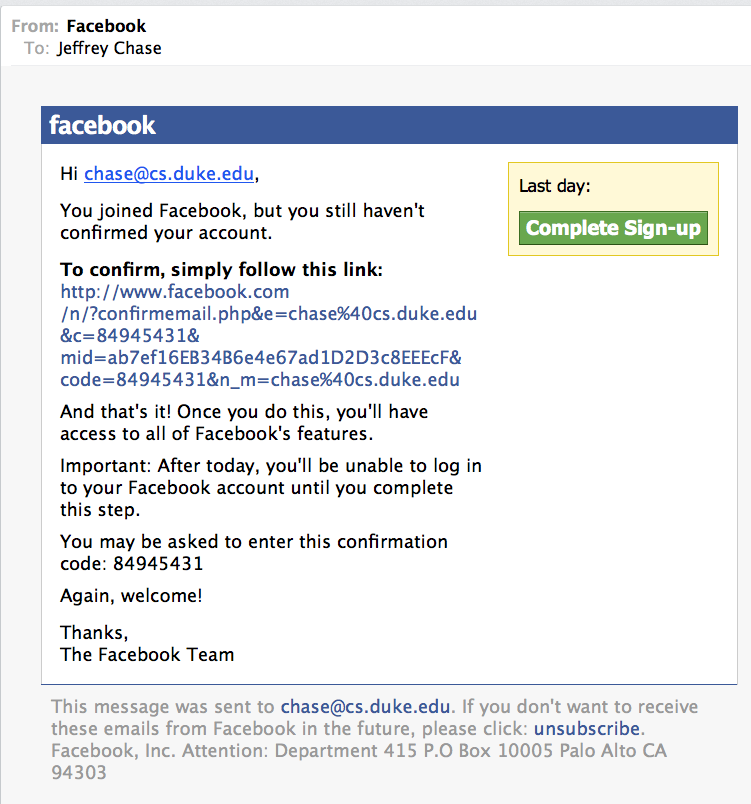 From: Facebook
To: Jeffrey Chase
facebook
Hi chase@cs.duke.edu,
You joined Facebook, but you still haven't
confirmed your account.
To confirm, simply follow this link:
http://www.facebook.com
/n/?confirmemail.php&e=chase%40cs.duke.edu
&c=84945431&
mid=ab7ef16EB34B6e4e67ad1D2D3c8EEEcF&
code=84945431&n_m=chase%40cs.duke.edu
And that's it! Once you do this, you'll have
access to all of Facebook's features.
Important: After today, you'll be unable to log in
to your Facebook account until you complete
this step.
You may be asked to enter this confirmation
code: 84945431
Again, welcome!
Thanks,
The Facebook Team
Last day:
Complete Sign-up
This message was sent to chase@cs.duke.edu. If you don't want to receive
these emails from Facebook in the future, please click: unsubscribe.
Facebook, Inc. Attention: Department 415 P.O Box 10005 Palo Alto CA
94303